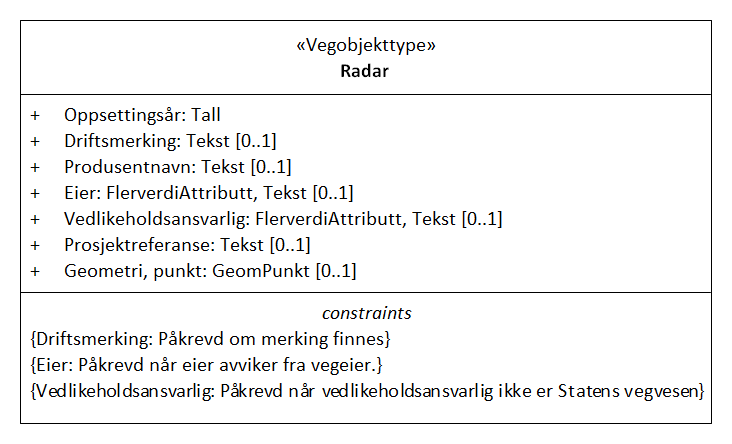 «Vegobjekttype»
Radar
+ Oppsettingsår: Tall
+ Driftsmerking: Tekst [0..1]
+ Produsentnavn: Tekst [0..1]
+ Eier: FlerverdiAttributt, Tekst [0..1]
+ Vedlikeholdsansvarlig: FlerverdiAttributt, Tekst [0..1]
+ Prosjektreferanse: Tekst [0..1]
+ Geometri, punkt: GeomPunkt [0..1]
constraints
{Driftsmerking: Påkrevd om merking finnes}
{Eier: Påkrevd når eier avviker fra vegeier.}
{Vedlikeholdsansvarlig: Påkrevd når vedlikeholdsansvarlig ikke er Statens vegvesen}